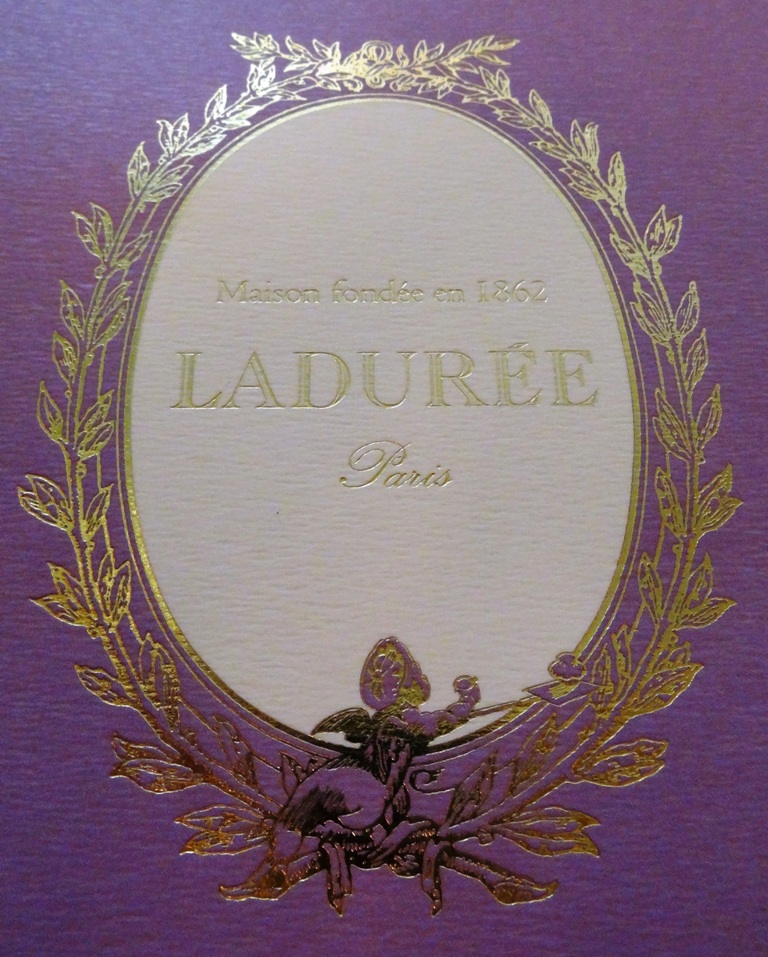 Maison fondée en 1862
LADURÉE
Paris